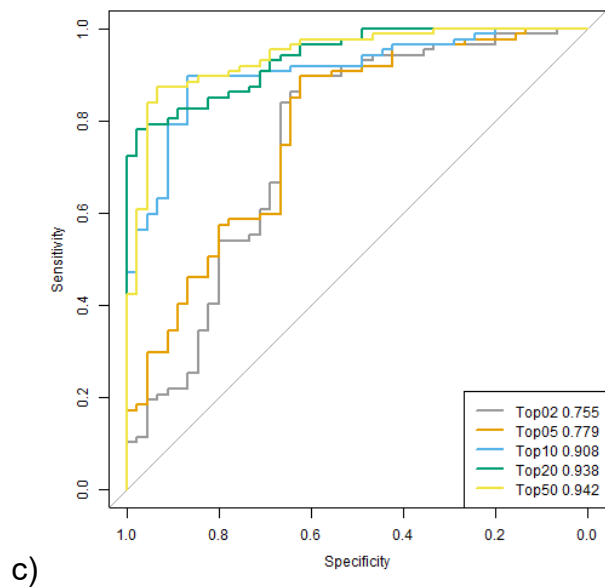 1.0
0.8
0.6
0.4
0.2
0.0
Sensitivity
Top02 0.755
Top05 0.779
Top10 0.908
Top20 0.938
Top50 0.942
1.0 0.8 0.6 0.4 0.2 0.0
Specificity
c)